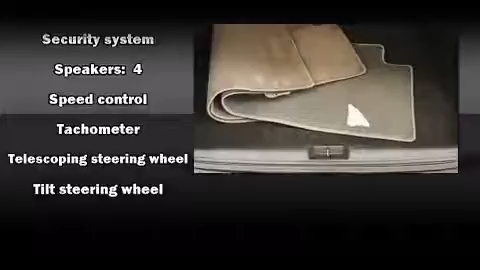 Security system
Speakers: 4
Speed control
Tachometer
Telescoping steering wheel
Tilt steering wheel